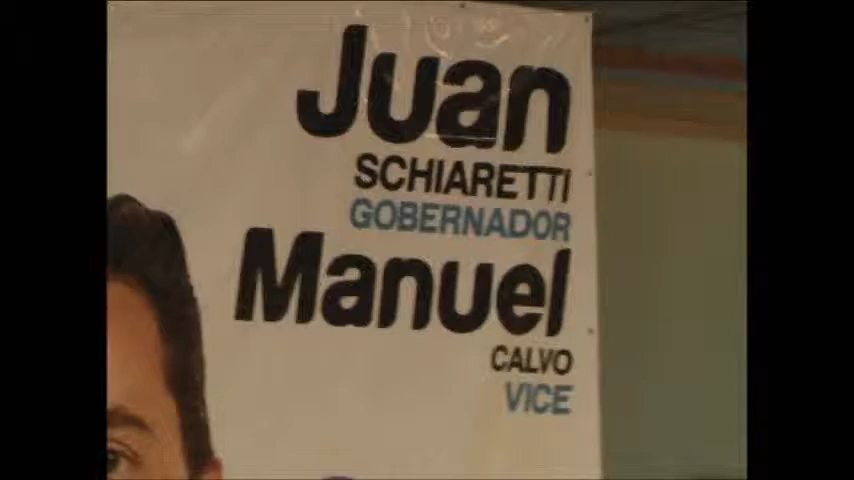 Juan
SCHIARETTI
GOBERNADOR
Manuel
CALVO
VICE